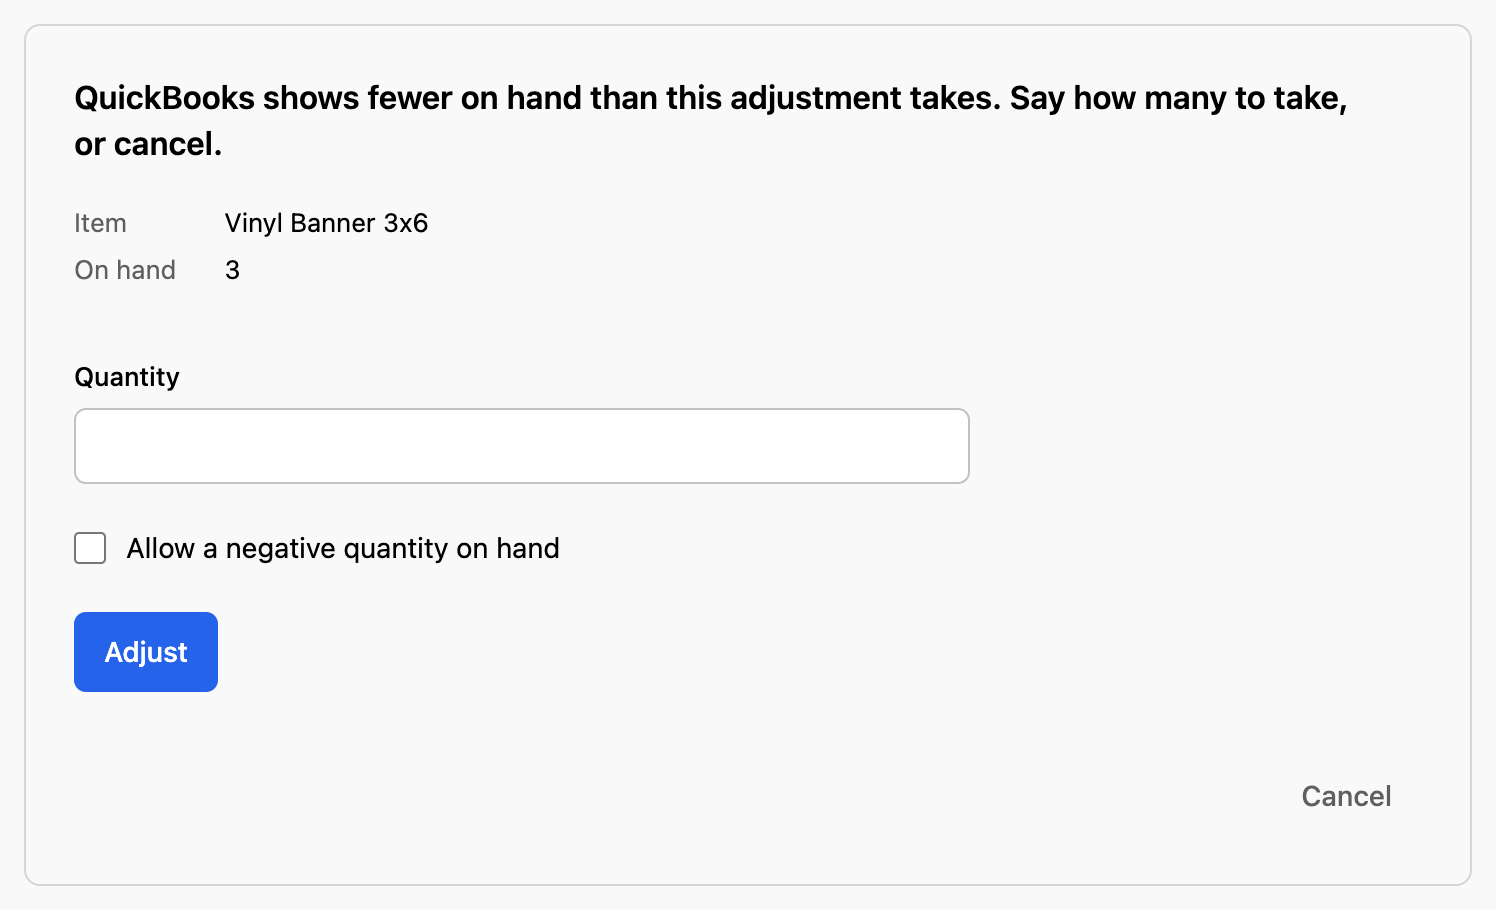 QuickBooks shows fewer on hand than this adjustment takes. Say how many to take,
or cancel.
Item Vinyl Banner 3x6
On hand 3
Quantity
Allow a negative quantity on hand
Adjust
Cancel